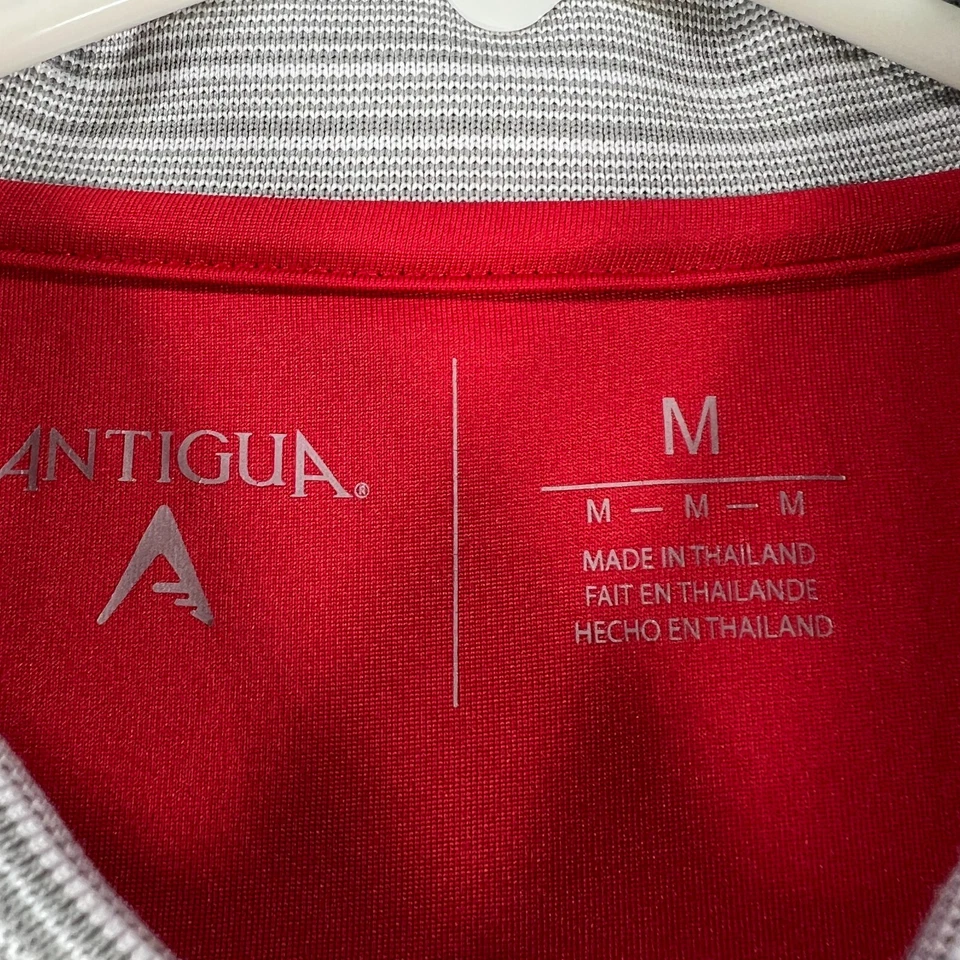 ANTIGUA®
M
M — M — M
MADE IN THAILAND
FAIT EN THAILANDE
HECHO EN THAILAND